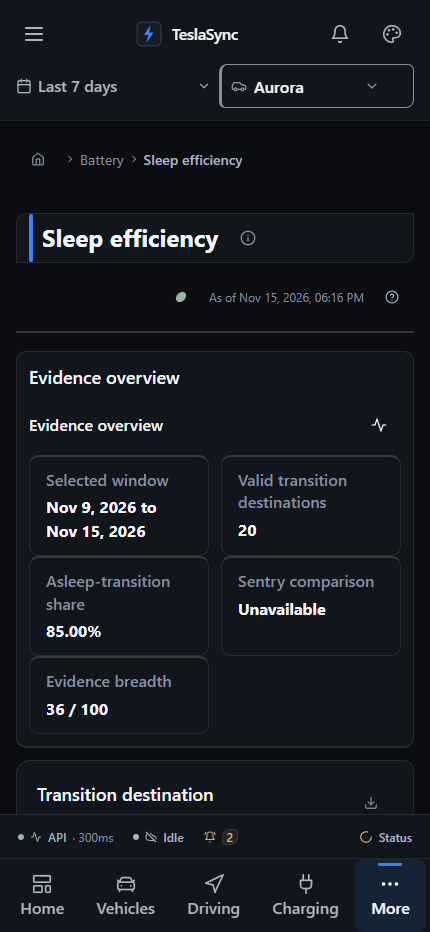 TeslaSync
Last 7 days
Aurora
Battery
Sleep efficiency
Sleep efficiency
As of Nov 15, 2026, 06:16 PM
Evidence overview
Evidence overview
Selected window
Nov 9, 2026 to
Nov 15, 2026
Valid transition
destinations
20
Asleep-transition
share
85.00%
Sentry comparison
Unavailable
Evidence breadth
36 / 100
Transition destination
API · 300ms
Idle
2
Status
Home
Vehicles
Driving
Charging
More